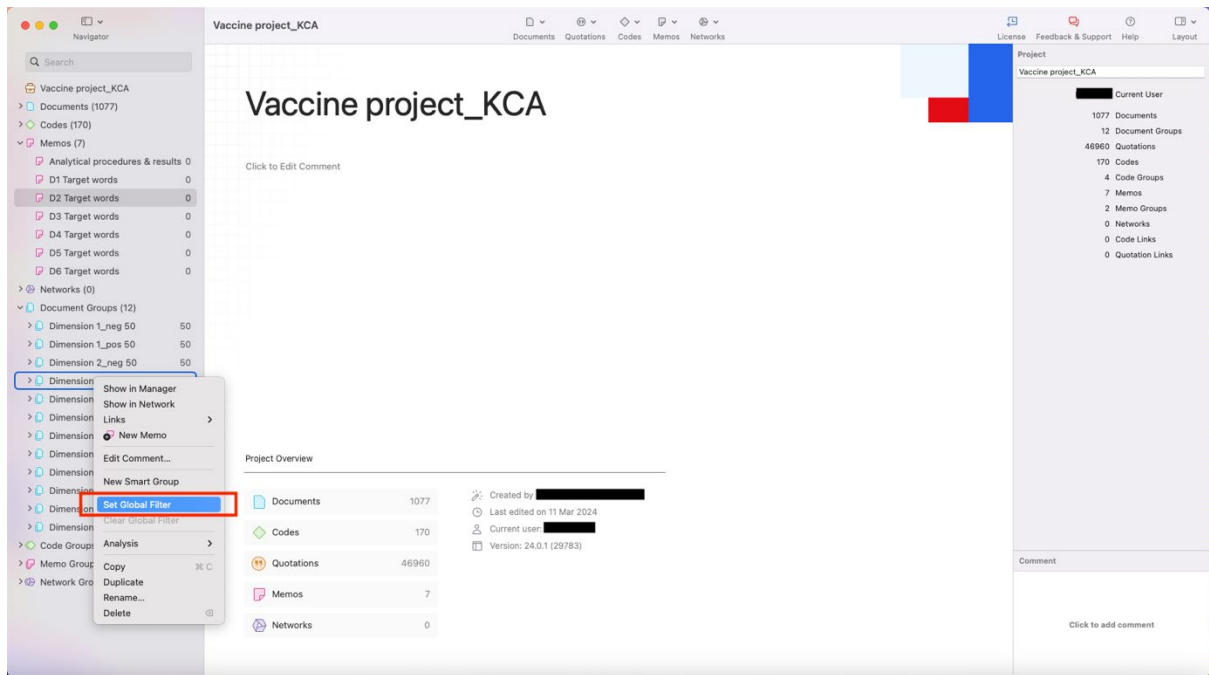 Navigator
Vaccine project_KCA
Documents Quotations Codes Memos Networks
License Feedback & Support Help Layout
Search
Vaccine project_KCA
Documents (1077)
Codes (170)
Memos (7)
Analytical procedures & results 0
D1 Target words 0
D2 Target words 0
D3 Target words 0
D4 Target words 0
D5 Target words 0
D6 Target words 0
Networks (0)
Document Groups (12)
Dimension 1_neg 50 50
Dimension 1_pos 50 50
Dimension 2_neg 50 50
Dimension
Dimension
Dimension
Dimension
Dimension
Dimension
Dimension
Dimension
Dimension
Code Groups
Memo Group
Network Gro
Show in Manager
Show in Network
Links
New Memo
Edit Comment...
New Smart Group
Set Global Filter
Clear Global Filter
Analysis
Copy ⌘ C
Duplicate
Rename...
Delete
Vaccine project_KCA
Click to Edit Comment
Project Overview
Documents 1077
Codes 170
Quotations 46960
Memos 7
Networks 0
Created by
Last edited on 11 Mar 2024
Current user:
Version: 24.0.1 (29783)
Project
Vaccine project_KCA
Current User
1077 Documents
12 Document Groups
46960 Quotations
170 Codes
4 Code Groups
7 Memos
2 Memo Groups
0 Networks
0 Code Links
0 Quotation Links
Comment
Click to add comment